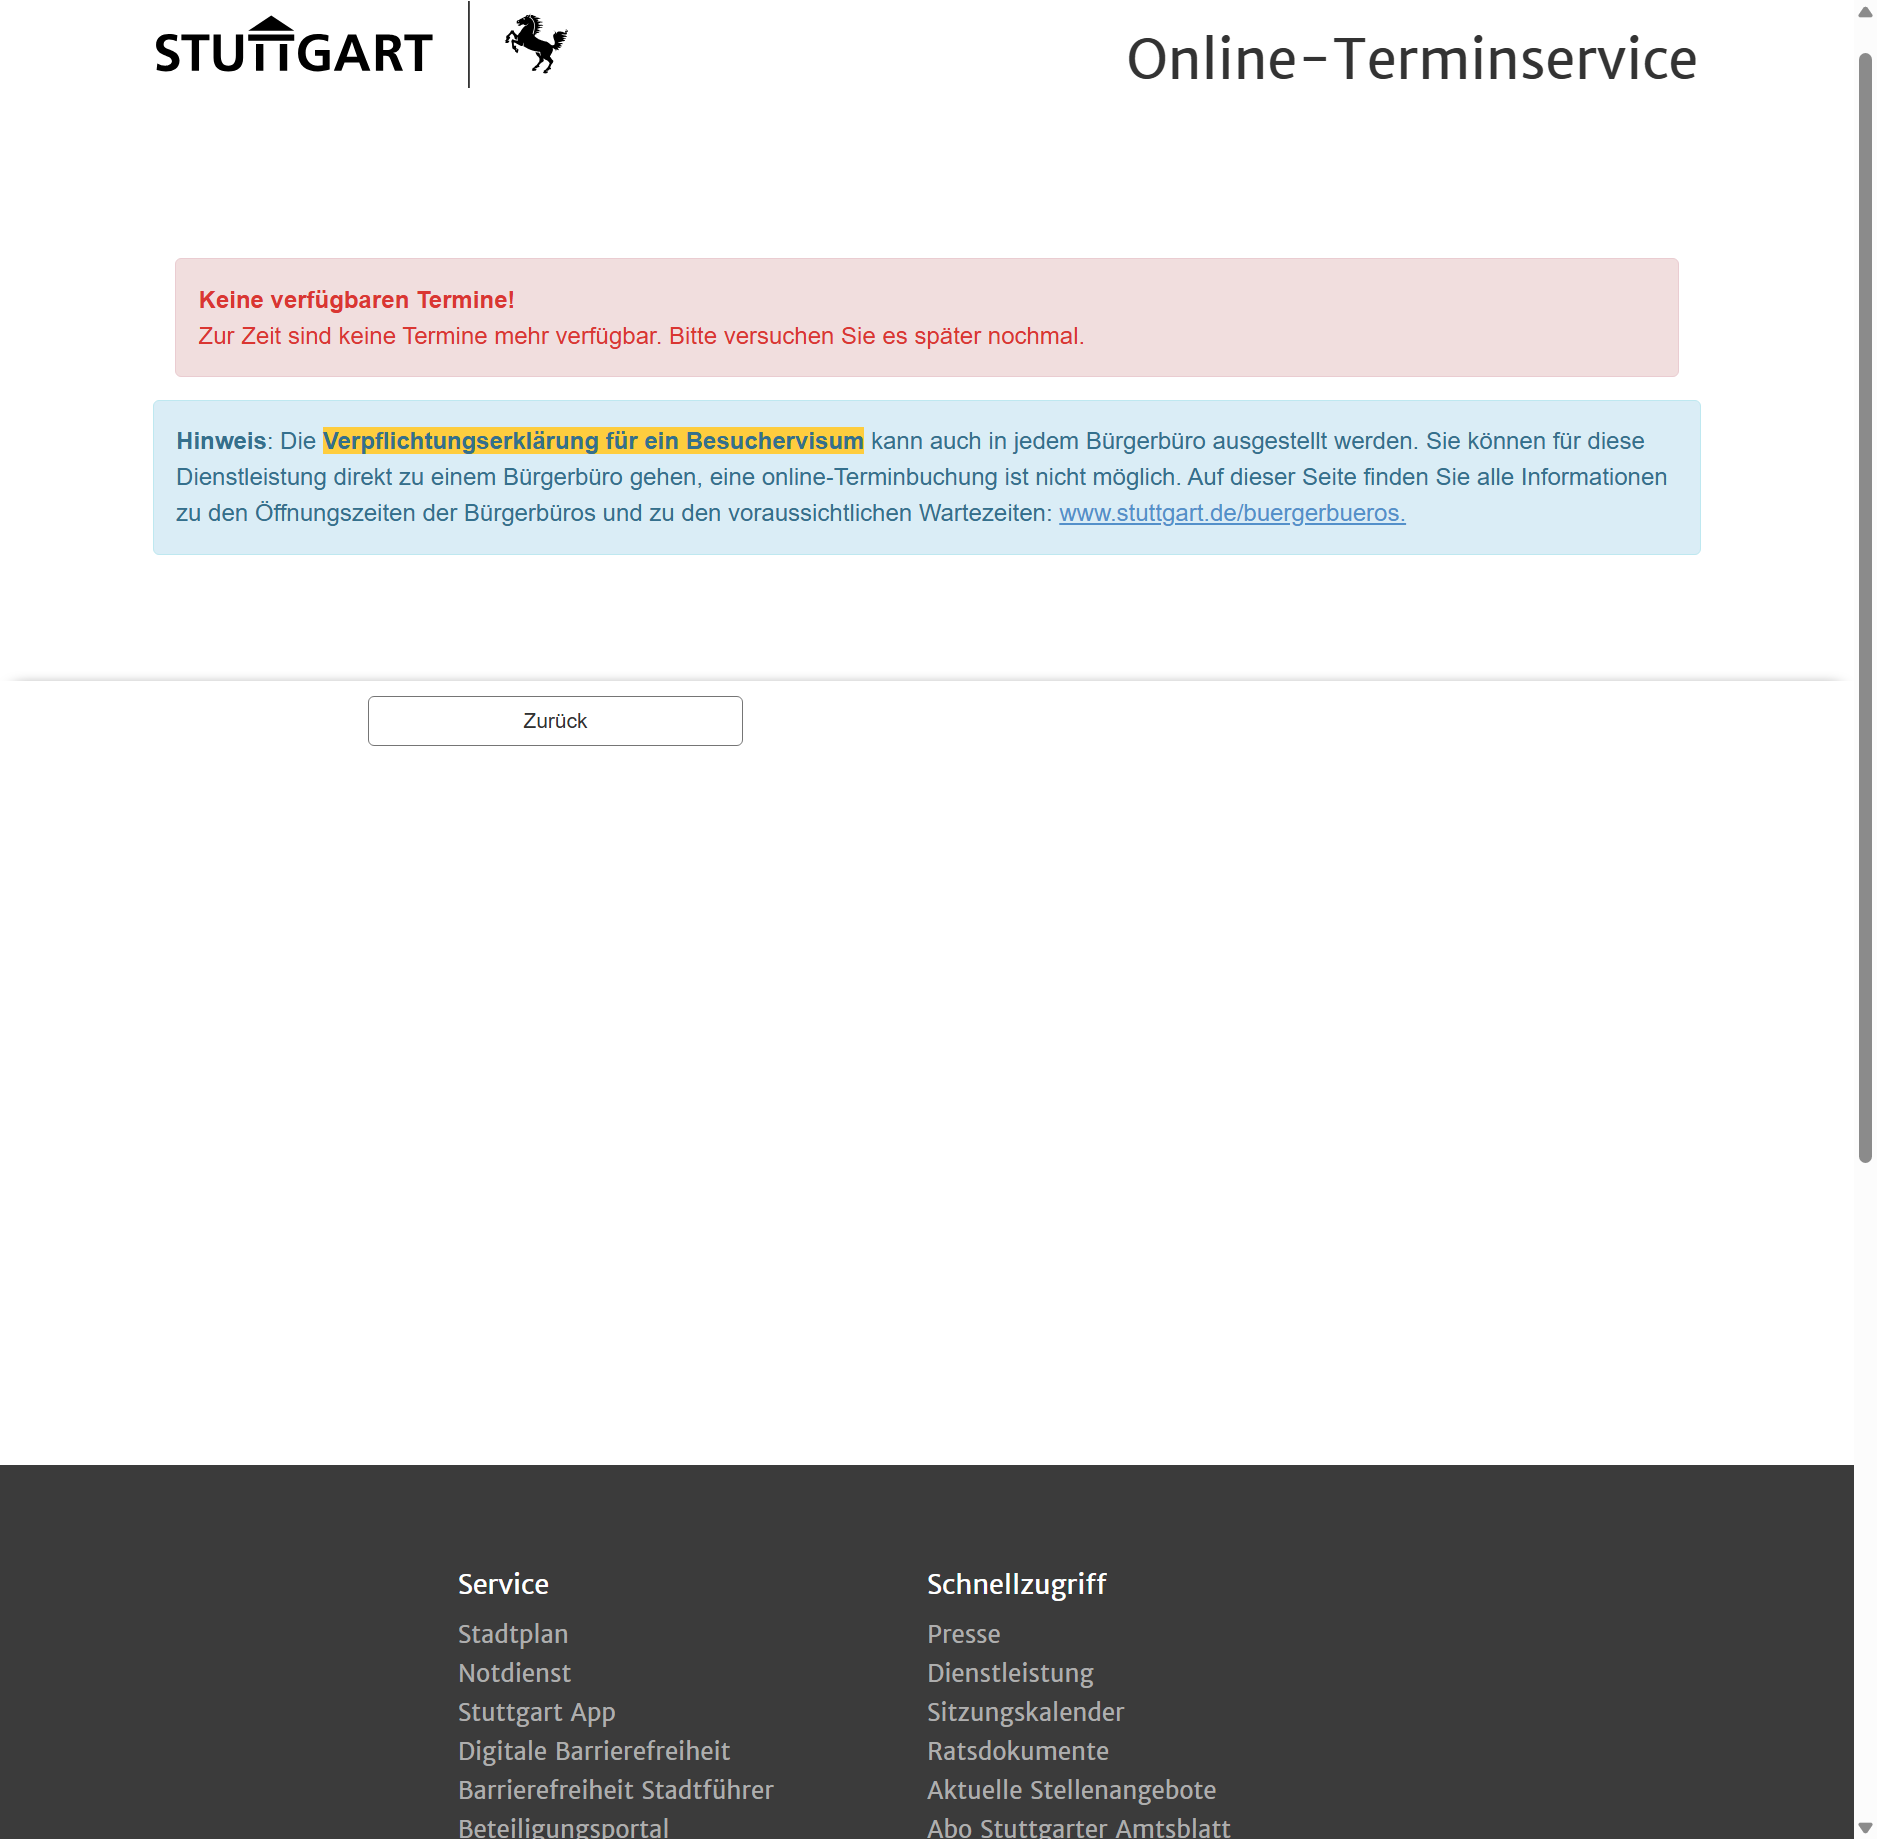 STUTTGART
Online-Terminservice
Keine verfügbaren Termine!
Zur Zeit sind keine Termine mehr verfügbar. Bitte versuchen Sie es später nochmal.
Hinweis: Die Verpflichtungserklärung für ein Besuchervisum kann auch in jedem Bürgerbüro ausgestellt werden. Sie können für diese
Dienstleistung direkt zu einem Bürgerbüro gehen, eine online-Terminbuchung ist nicht möglich. Auf dieser Seite finden Sie alle Informationen
zu den Öffnungszeiten der Bürgerbüros und zu den voraussichtlichen Wartezeiten: www.stuttgart.de/buergerbueros.
Zurück
Service
Stadtplan
Notdienst
Stuttgart App
Digitale Barrierefreiheit
Barrierefreiheit Stadtführer
Beteiligungsportal
Schnellzugriff
Presse
Dienstleistung
Sitzungskalender
Ratsdokumente
Aktuelle Stellenangebote
Abo Stuttgarter Amtsblatt